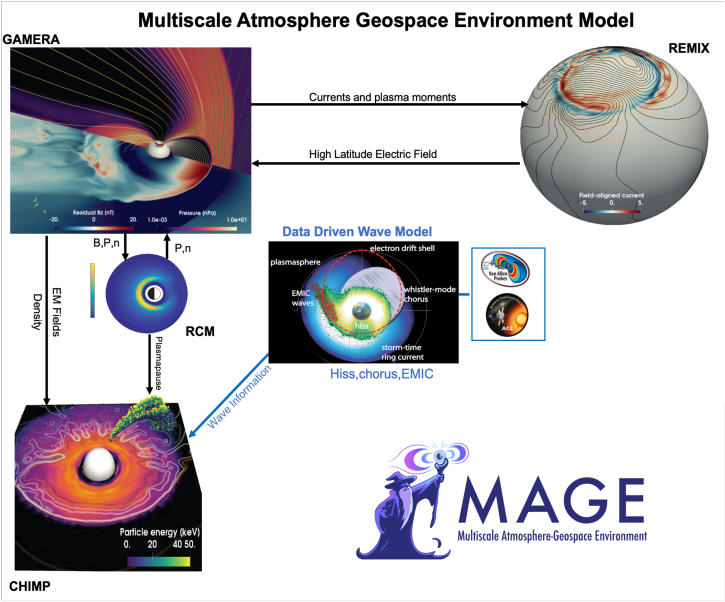 Multiscale Atmosphere Geospace Environment Model
GAMERA
REMIX
Currents and plasma moments
High Latitude Electric Field
Residual Bz (nT)
-20. 0 20.
Pressure (nPa)
1.0e-03 1.0e+01
Field-aligned current
-5. 0. 5.
B,P,n
P,n
EM Fields
Density
RCM
Plasmapause
Data Driven Wave Model
electron drift shell
plasmasphere
EMIC
waves
whistler-mode
chorus
hiss
storm-time
ring current
Van Allen
Probes
ACE
Hiss,chorus,EMIC
Wave Information
Particle energy (keV)
0. 20 40 50.
CHIMP
MAGE
Multiscale Atmosphere-Geospace Environment